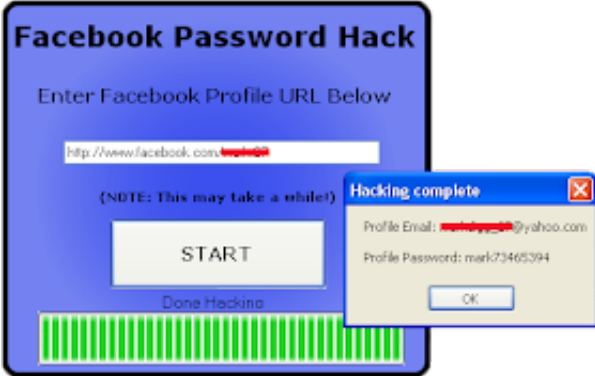 Facebook Password Hack
Enter Facebook Profile URL Below
http://www.facebook.com/
(NOTE: This may take a while!)
START
Done Hacking
Hacking complete
Profile Email: @yahoo.com
Profile Password: mark73465394
OK